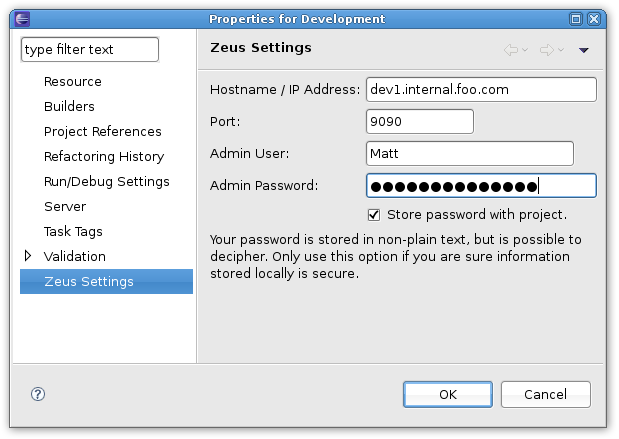 Properties for Development
type filter text
Resource
Builders
Project References
Refactoring History
Run/Debug Settings
Server
Task Tags
Validation
Zeus Settings
Zeus Settings
Hostname / IP Address: dev1.internal.foo.com
Port: 9090
Admin User: Matt
Admin Password: ●●●●●●●●●●●●●●
Store password with project.
Your password is stored in non-plain text, but is possible to
decipher. Only use this option if you are sure information
stored locally is secure.
? OK Cancel